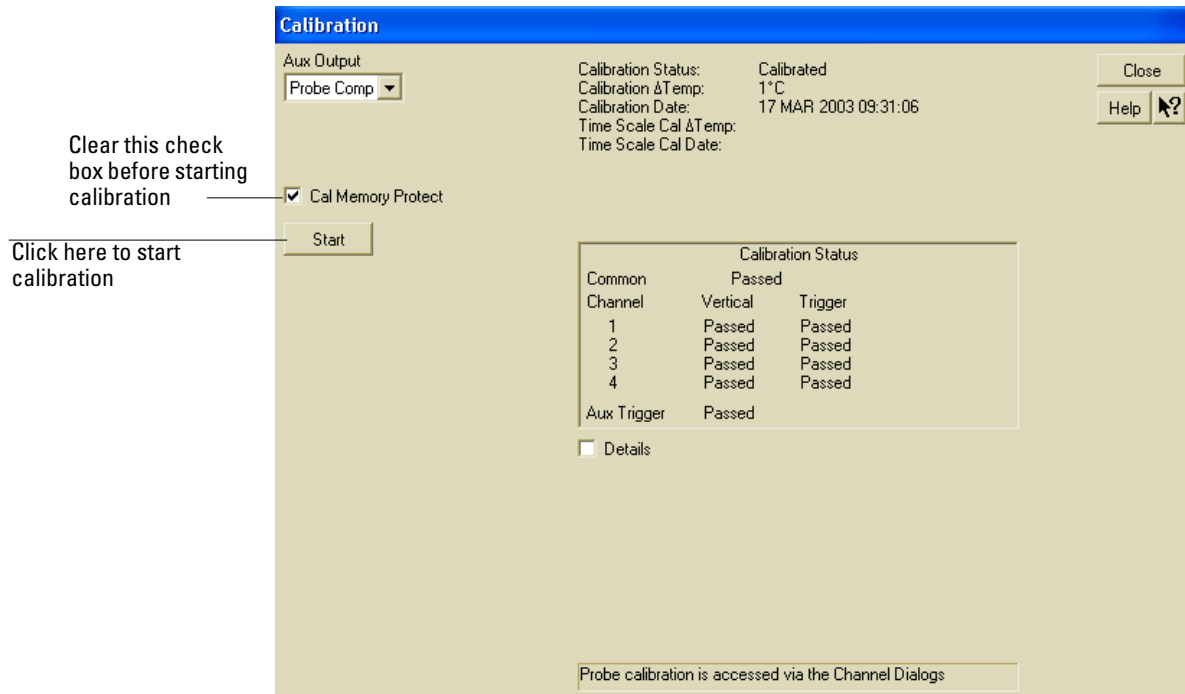 Calibration
Aux Output
Probe Comp
Calibration Status: Calibrated
Calibration ΔTemp: 1°C
Calibration Date: 17 MAR 2003 09:31:06
Time Scale Cal ΔTemp:
Time Scale Cal Date:
Close
Help ?
Clear this check
box before starting
calibration
Cal Memory Protect
Start
Click here to start
calibration
Calibration Status
Common Passed
Channel Vertical Trigger
1 Passed Passed
2 Passed Passed
3 Passed Passed
4 Passed Passed
Aux Trigger Passed
Details
Probe calibration is accessed via the Channel Dialogs